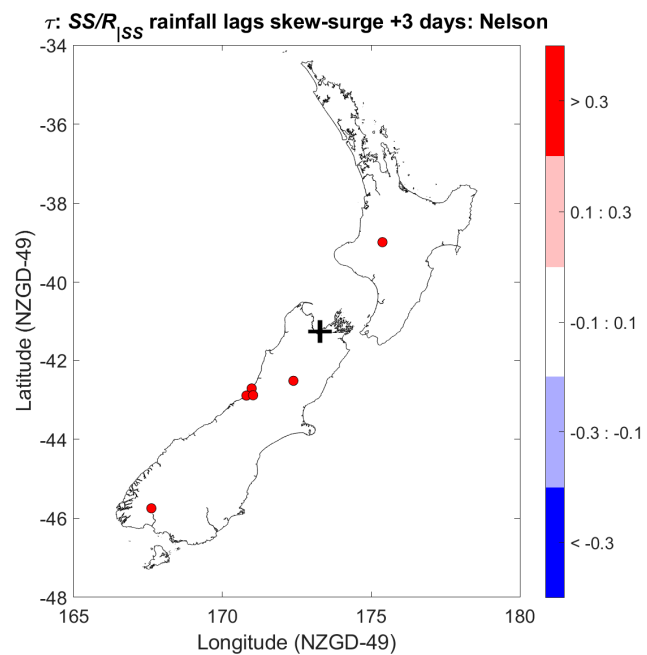 τ: SS/R|SS rainfall lags skew-surge +3 days: Nelson
-34
-36
-38
-40
-42
-44
-46
-48
Latitude (NZGD-49)
165
170
175
180
Longitude (NZGD-49)
> 0.3
0.1 : 0.3
-0.1 : 0.1
-0.3 : -0.1
< -0.3